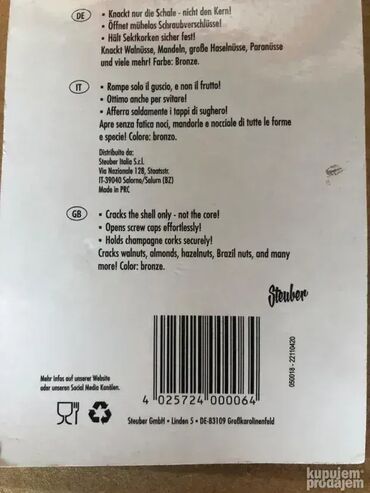 DE
• Knackt nur die Schale - nicht den Kern!
• Öffnet mühelos Schraubverschlüsse!
• Hält Sektkorken sicher fest!
Knackt Walnüsse, Mandeln, große Haselnüsse, Paranüsse
und viele mehr! Farbe: Bronze.
IT
• Rompe solo il guscio, e non il frutto!
• Ottimo anche per svitare!
• Afferra saldamente i tappi di sughero!
Apre senza fatica noci, mandorle e nocciole di tutte le forme
e specie! Colore: bronzo.
Distribuito da:
Steuber Italia S.r.l.
Via Nazionale 128, Staatsstr.
IT-39040 Salorno/Salurn (BZ)
Made in PRC
GB
• Cracks the shell only - not the core!
• Opens screw caps effortlessly!
• Holds champagne corks securely!
Cracks walnuts, almonds, hazelnuts, Brazil nuts, and many
more! Color: bronze.
Steuber
050018 - 22110420
Mehr Infos auf unserer Website
oder unseren Social Media Kanälen.
4 025724 000064
Steuber GmbH • Linden 5 • DE-83109 Großkarolinenfeld
kupujem
prodajem